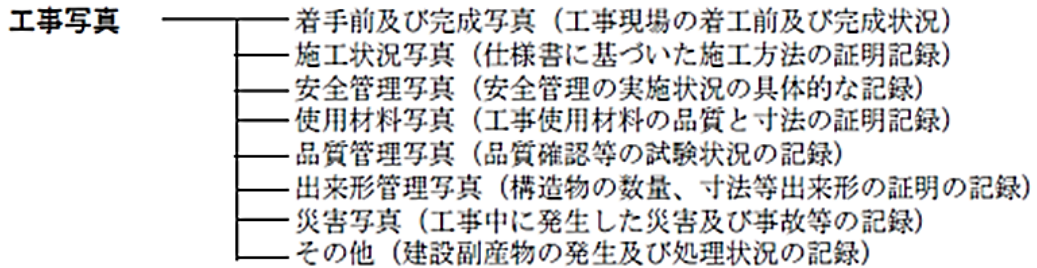 工事写真
着手前及び完成写真（工事現場の着工前及び完成状況）
施工状況写真（仕様書に基づいた施工方法の証明記録）
安全管理写真（安全管理の実施状況の具体的な記録）
使用材料写真（工事使用材料の品質と寸法の証明記録）
品質管理写真（品質確認等の試験状況の記録）
出来形管理写真（構造物の数量、寸法等出来形の証明の記録）
災害写真（工事中に発生した災害及び事故等の記録）
その他（建設副産物の発生及び処理状況の記録）